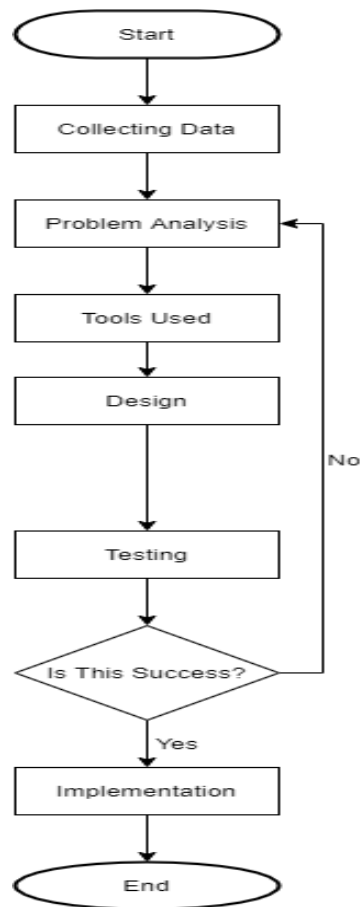 Start
Collecting Data
Problem Analysis
Tools Used
Design
No
Testing
Is This Success?
Yes
Implementation
End